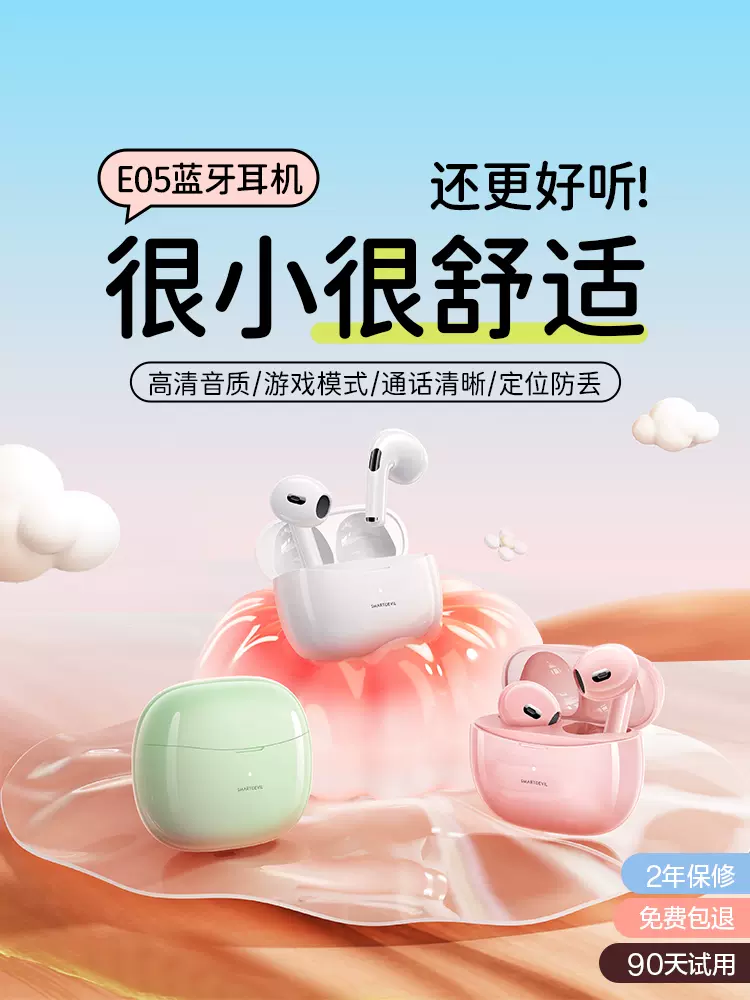 E05蓝牙耳机
还更好听!
很小很舒适
高清音质/游戏模式/通话清晰/定位防丢
SMARTDEVIL
SMARTDEVIL
SMARTDEVIL
2年保修
免费包退
90天试用